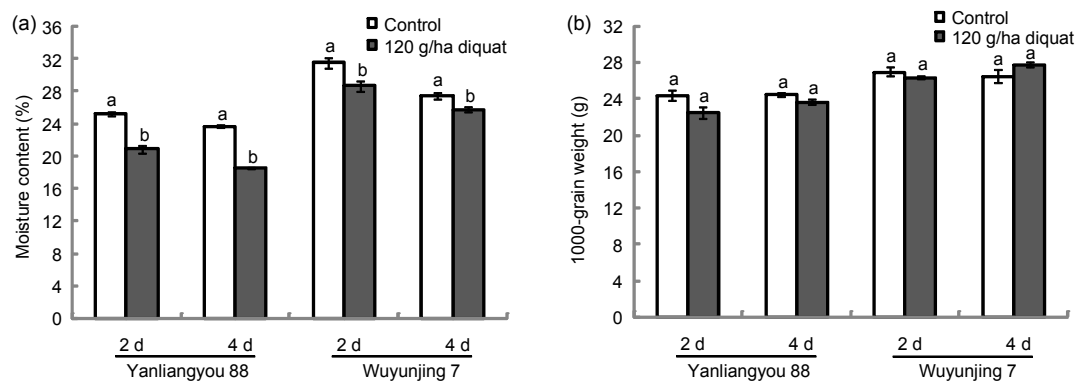 (a)
Control
120 g/ha diquat
Moisture content (%)
36
32
28
24
20
16
12
8
4
0
a
b
a
b
a
b
a
b
2 d
4 d
2 d
4 d
Yanliangyou 88
Wuyunjing 7
(b)
Control
120 g/ha diquat
1000-grain weight (g)
32
28
24
20
16
12
8
4
0
a
a
a
a
a
a
a
a
2 d
4 d
2 d
4 d
Yanliangyou 88
Wuyunjing 7